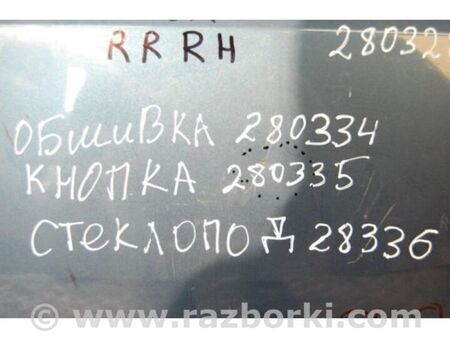 RRRH 28032
ОБШИВКА 280334
КНОПКА 280335
СТЕКЛОПОД 28336
© www.razborki.com